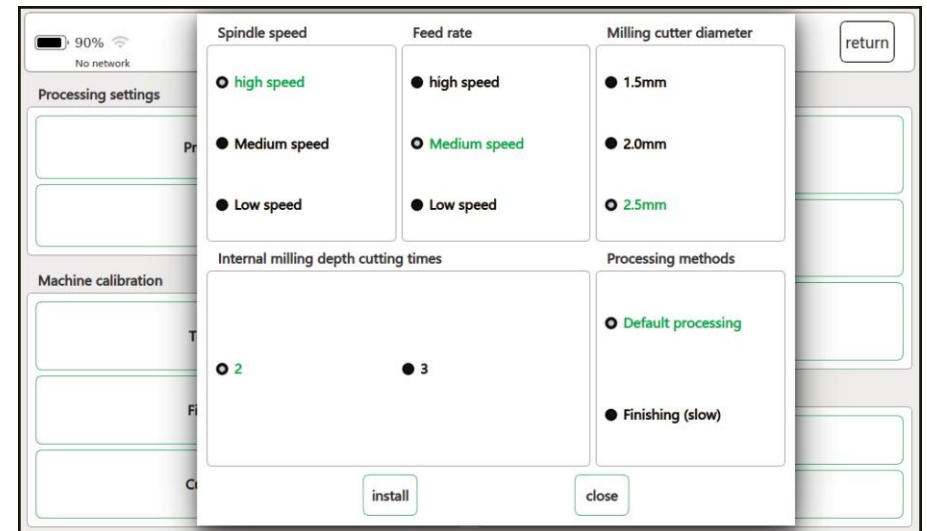 90%
No network
return
Processing settings
Pr
Machine calibration
T
Fi
Spindle speed
high speed
Medium speed
Low speed
Feed rate
high speed
Medium speed
Low speed
Milling cutter diameter
1.5mm
2.0mm
2.5mm
Internal milling depth cutting times
2
3
Processing methods
Default processing
Finishing (slow)
install
close